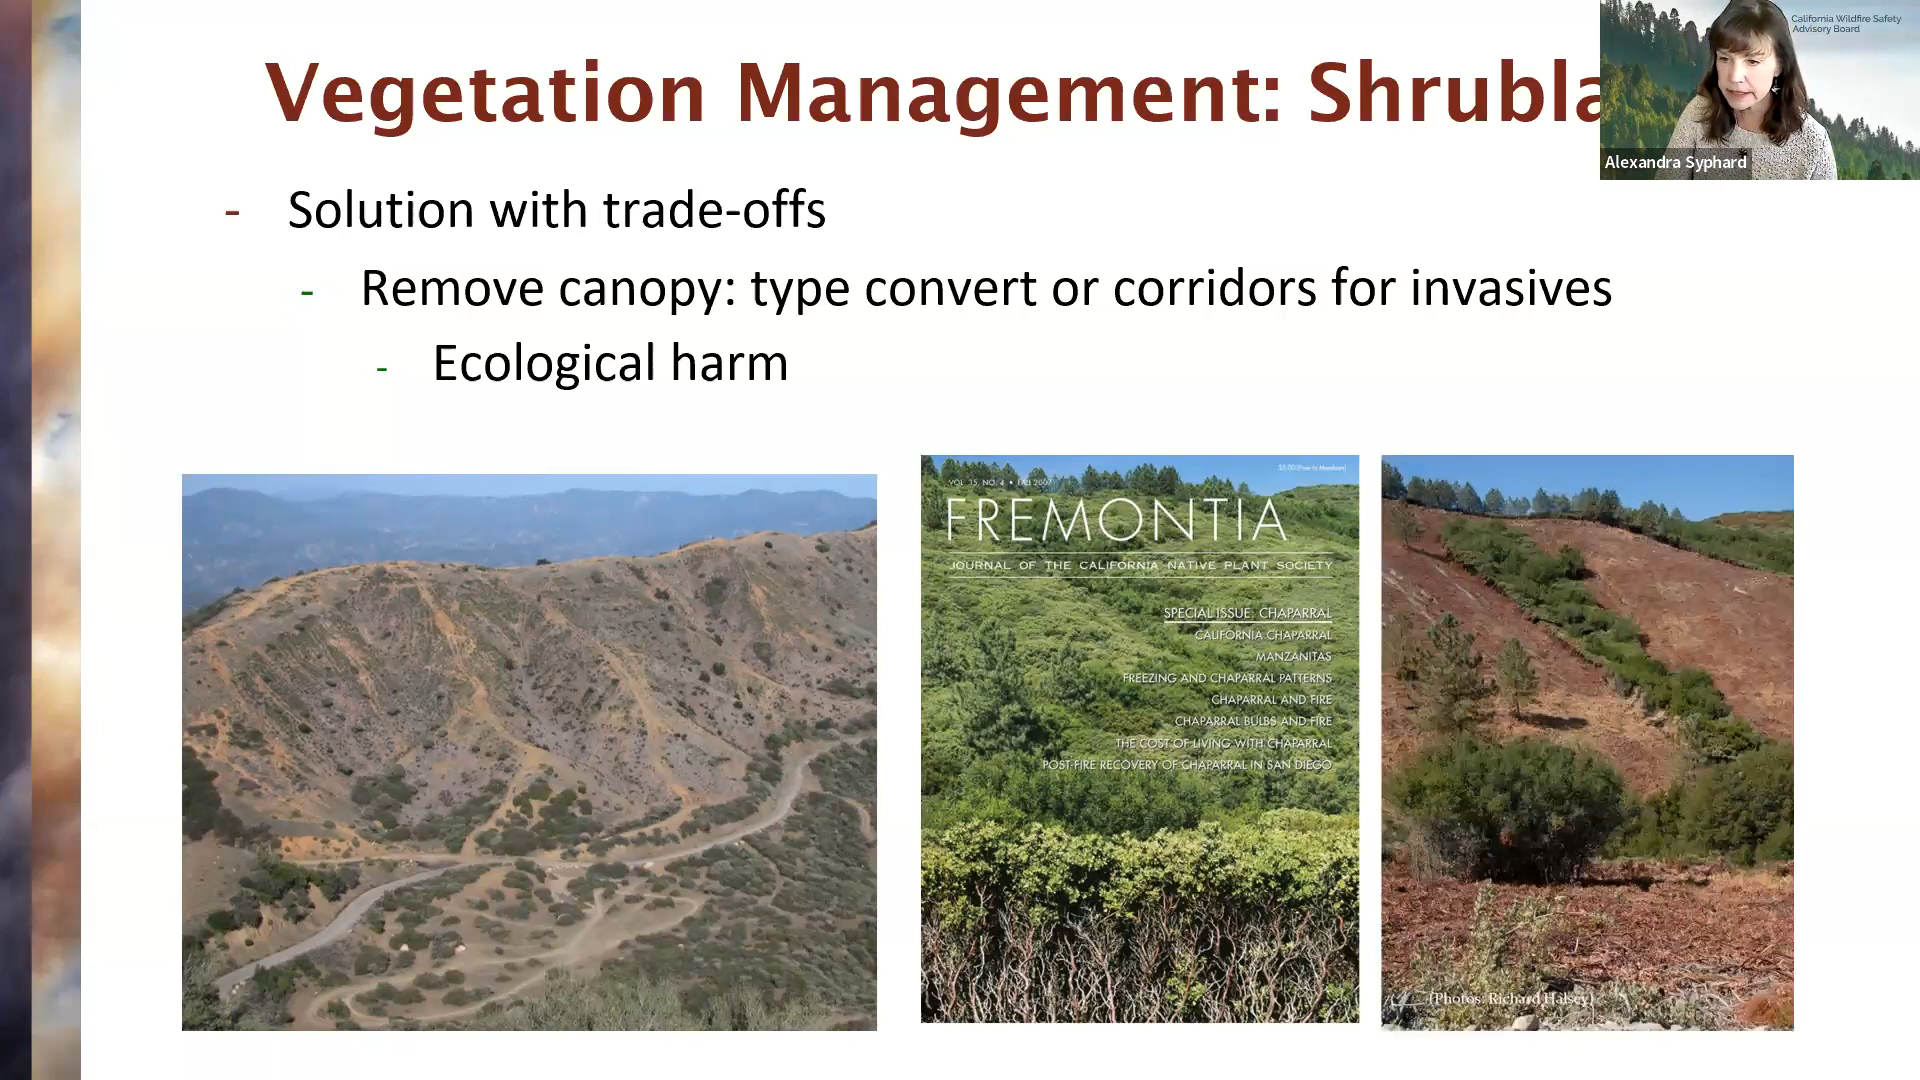 Vegetation Management: Shrubla
California Wildfire Safety
Advisory Board
Alexandra Syphard
- Solution with trade-offs
- Remove canopy: type convert or corridors for invasives
- Ecological harm
$5.00 (Free to Members)
VOL. 35, NO. 4 • FALL 2007
FREMONTIA
JOURNAL OF THE CALIFORNIA NATIVE PLANT SOCIETY
SPECIAL ISSUE: CHAPARRAL
CALIFORNIA CHAPARRAL
MANZANITAS
FREEZING AND CHAPARRAL PATTERNS
CHAPARRAL AND FIRE
CHAPARRAL BULBS AND FIRE
THE COST OF LIVING WITH CHAPARRAL
POST-FIRE RECOVERY OF CHAPARRAL IN SAN DIEGO
(Photos: Richard Halsey)